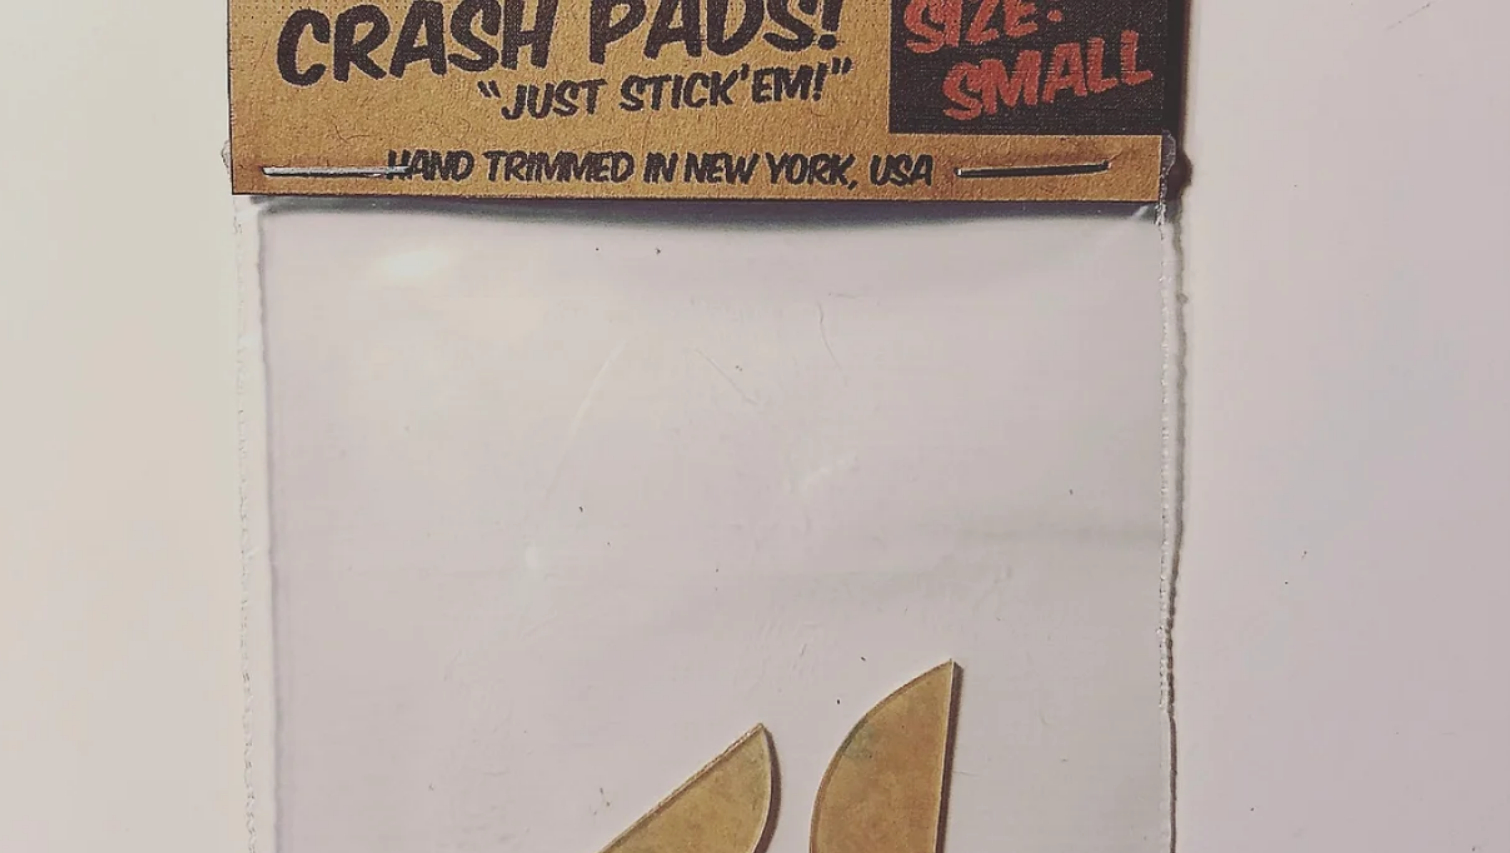 CRASH PADS!
"JUST STICK'EM!"
SIZE-
SMALL
HAND TRIMMED IN NEW YORK, USA